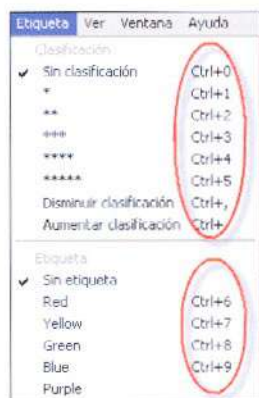 Etiqueta Ver Ventana Ayuda
Clasificación
✓ Sin clasificación Ctrl+0
* Ctrl+1
** Ctrl+2
*** Ctrl+3
**** Ctrl+4
***** Ctrl+5
Disminuir clasificación Ctrl+,
Aumentar clasificación Ctrl+.
Etiqueta
✓ Sin etiqueta
Red Ctrl+6
Yellow Ctrl+7
Green Ctrl+8
Blue Ctrl+9
Purple